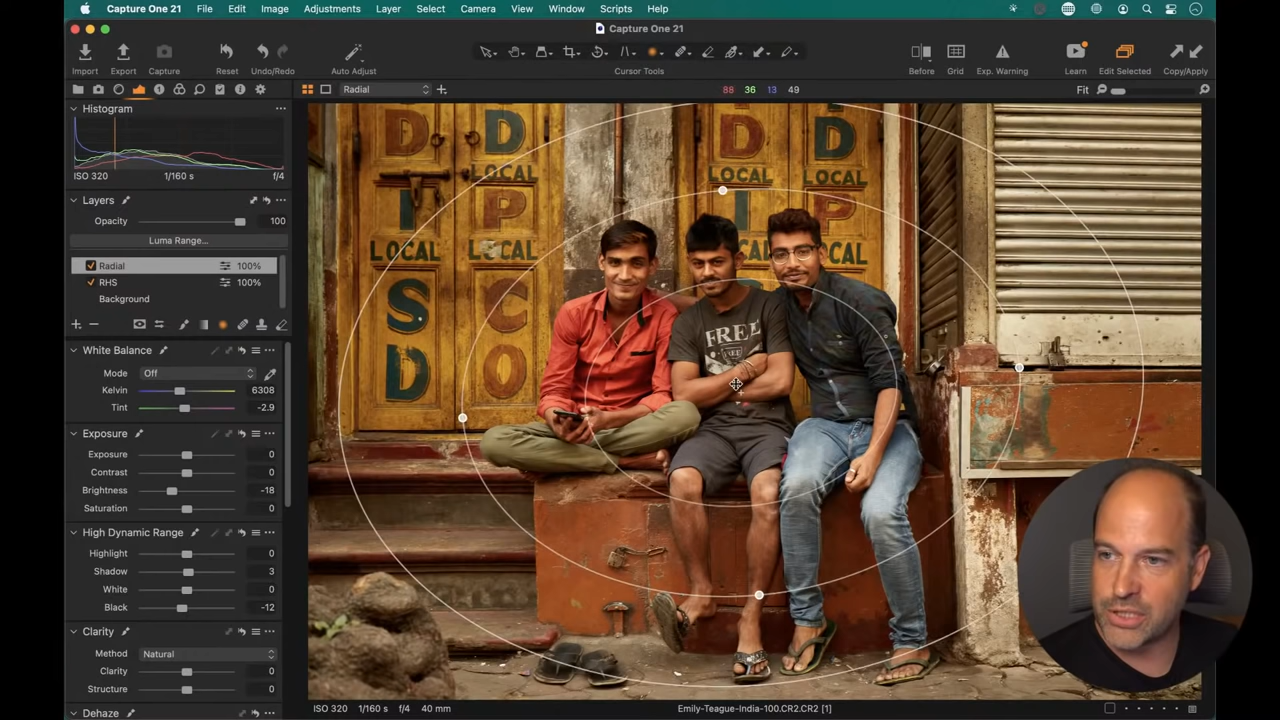 Capture One 21 File Edit Image Adjustments Layer Select Camera View Window Scripts Help
Capture One 21
Import Export Capture Reset Undo/Redo Auto Adjust Cursor Tools Before Grid Exp. Warning Learn Edit Selected Copy/Apply
Radial 88 36 13 49 Fit
Histogram
ISO 320 1/160 s f/4
Layers
Opacity 100
Luma Range...
Radial 100%
RHS 100%
Background
White Balance
Mode Off
Kelvin 6308
Tint -2.9
Exposure
Exposure 0
Contrast 0
Brightness -18
Saturation 0
High Dynamic Range
Highlight 0
Shadow 3
White 0
Black -12
Clarity
Method Natural
Clarity 0
Structure 0
Dehaze
D D D D
LOCAL LOCAL LOCAL
I P I P
LOCAL LOCAL LOCAL
S C
D O
FREE
ISO 320 1/160 s f/4 40 mm Emily-Teague-India-100.CR2.CR2 [1]